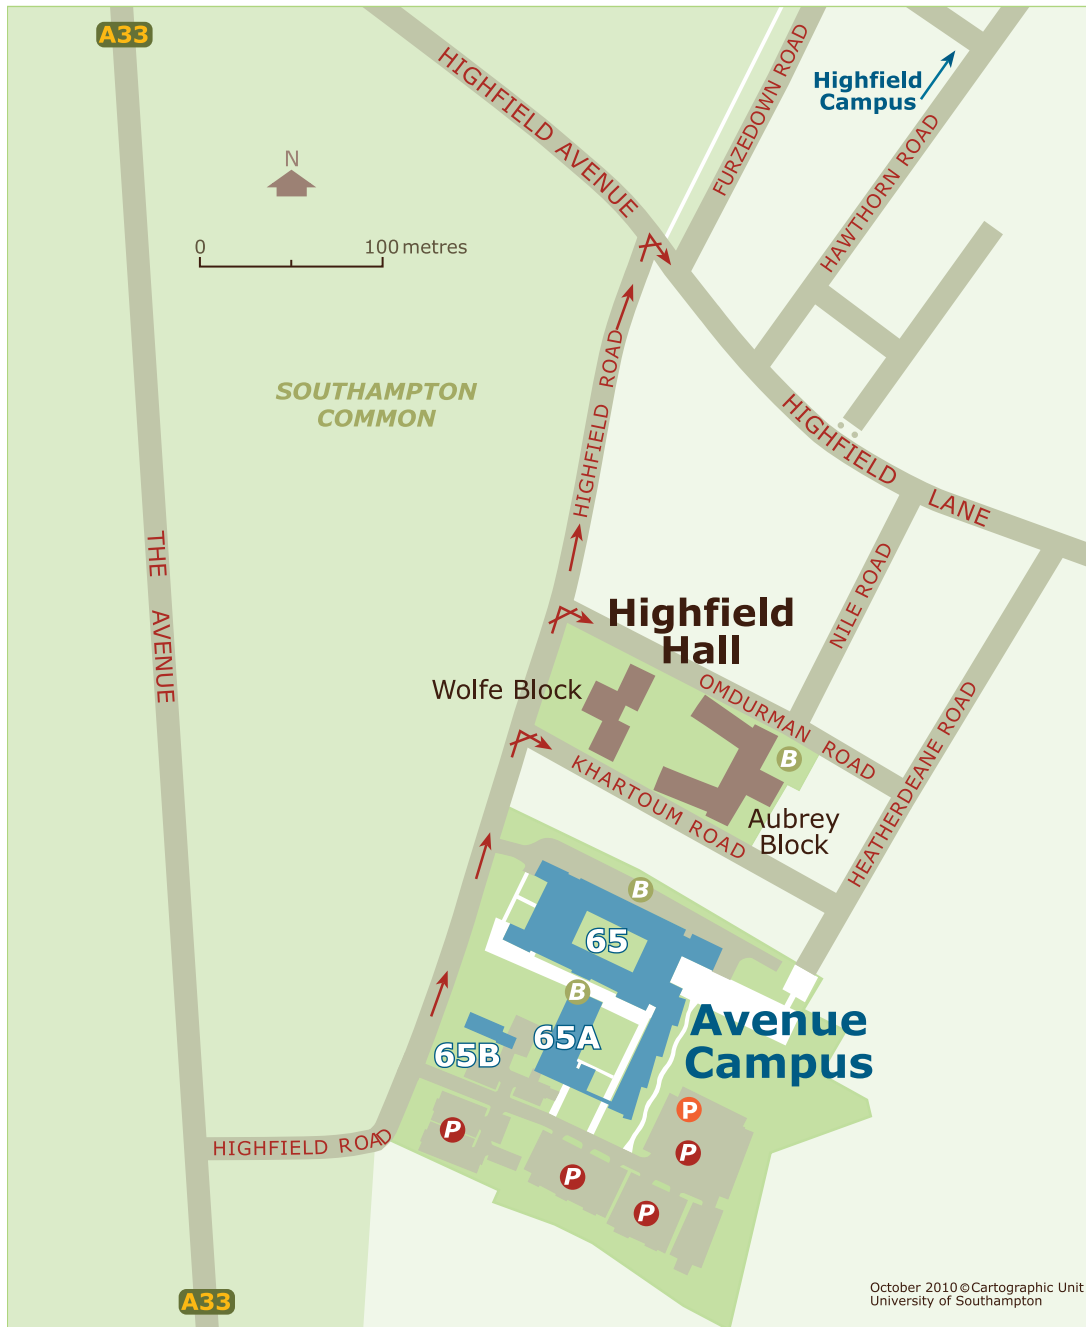 A33
HIGHFIELD AVENUE
FURZEDOWN ROAD
Highfield
Campus
HAWTHORN ROAD
N
0 100 metres
SOUTHAMPTON
COMMON
HIGHFIELD ROAD
HIGHFIELD LANE
THE AVENUE
NILE ROAD
Highfield
Hall
Wolfe Block
OMDURMAN ROAD
HEATHERDEANE ROAD
B
KHARTOUM ROAD
Aubrey
Block
B
65
B
65A
65B
Avenue
Campus
P
P
P
P
P
HIGHFIELD ROAD
A33
October 2010 © Cartographic Unit
University of Southampton